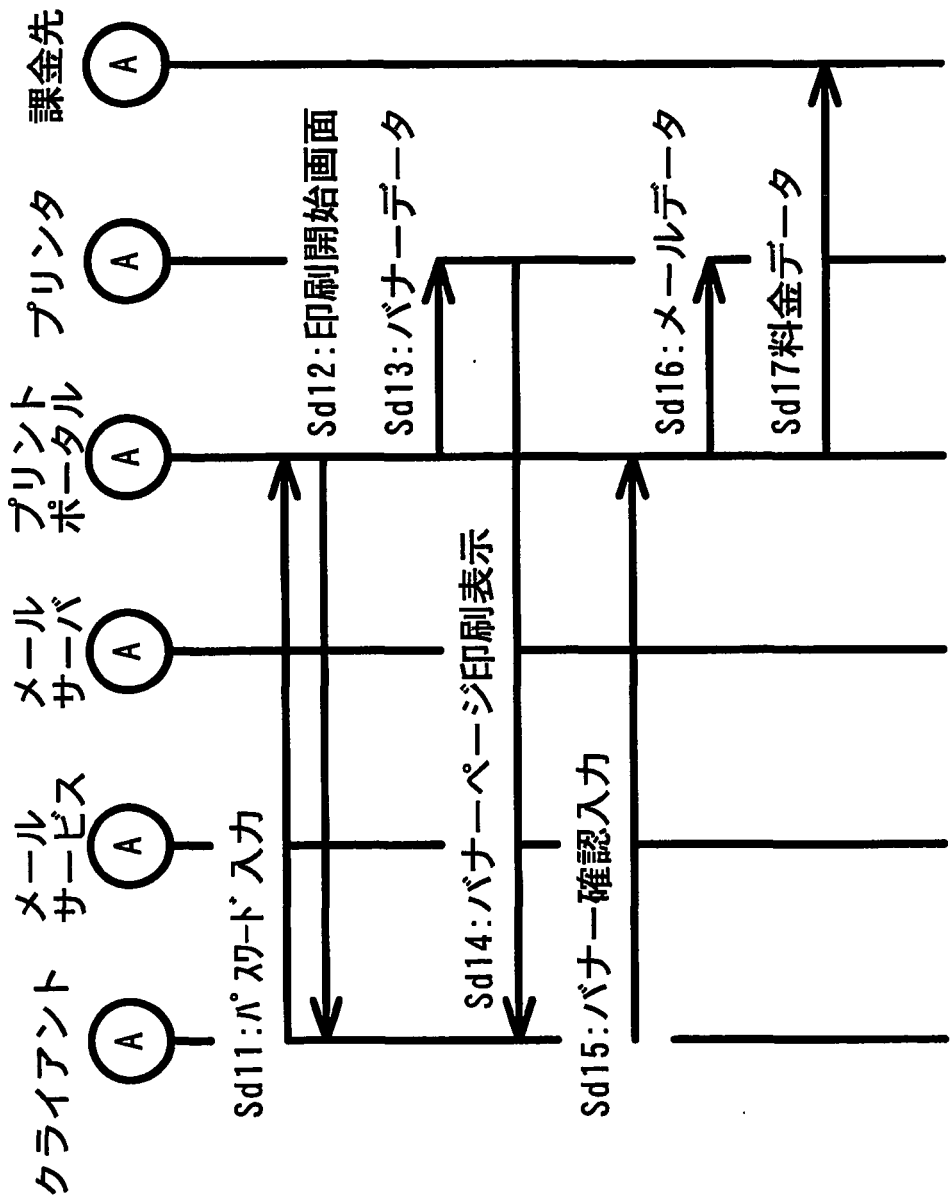 クライアント
メール
サービス
メール
サーバ
プリント
ポータル
プリンタ
課金先
A
A
A
A
A
A
Sd11:パスワード入力
Sd12:印刷開始画面
Sd13:バナーデータ
Sd14:バナーページ印刷表示
Sd15:バナー確認入力
Sd16:メールデータ
Sd17料金データ